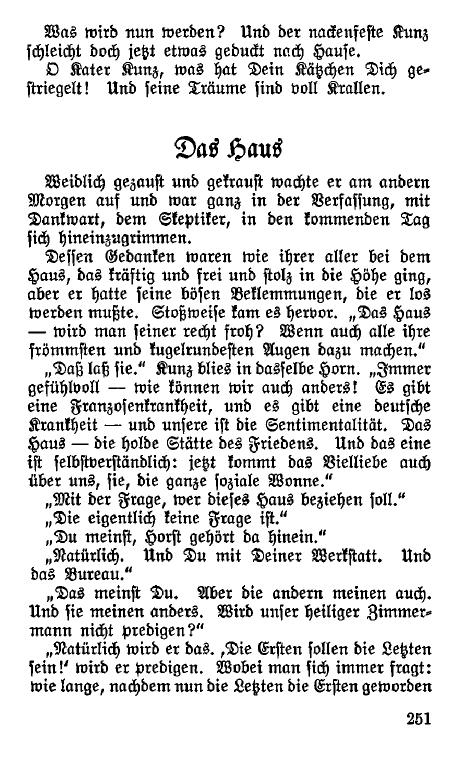 Was wird nun werden? Und der nackenfeste Kunz
schleicht doch jetzt etwas geduckt nach Hause.
O Kater Kunz, was hat Dein Kätzchen Dich ge-
striegelt! Und seine Träume sind voll Krallen.
Das Haus
Weidlich gezaust und gekraust wachte er am andern
Morgen auf und war ganz in der Verfassung, mit
Dankwart, dem Skeptiker, in den kommenden Tag
sich hineinzugrimmen.
Dessen Gedanken waren wie ihrer aller bei dem
Haus, das kräftig und frei und stolz in die Höhe ging,
aber er hatte seine bösen Beklemmungen, die er los
werden mußte. Stoßweise kam es hervor. „Das Haus
— wird man seiner recht froh? Wenn auch alle ihre
frömmsten und kugelrundesten Augen dazu machen.“
„Daß laß sie.“ Kunz blies in dasselbe Horn. „Immer
gefühlvoll — wie können wir auch anders! Es gibt
eine Franzosenkrankheit, und es gibt eine deutsche
Krankheit — und unsere ist die Sentimentalität. Das
Haus — die holde Stätte des Friedens. Und das eine
ist selbstverständlich: jetzt kommt das Vielliebe auch
über uns, sie, die ganze soziale Wonne.“
„Mit der Frage, wer dieses Haus beziehen soll.“
„Die eigentlich keine Frage ist.“
„Du meinst, Horst gehört da hinein.“
„Natürlich. Und Du mit Deiner Werkstatt. Und
das Bureau.“
„Das meinst Du. Aber die andern meinen auch.
Und sie meinen anders. Wird unser heiliger Zimmer-
mann nicht predigen?“
„Natürlich wird er das. ‚Die Ersten sollen die Letzten
sein!‘ wird er predigen. Wobei man sich immer fragt:
wie lange, nachdem nun die Letzten die Ersten geworden
251